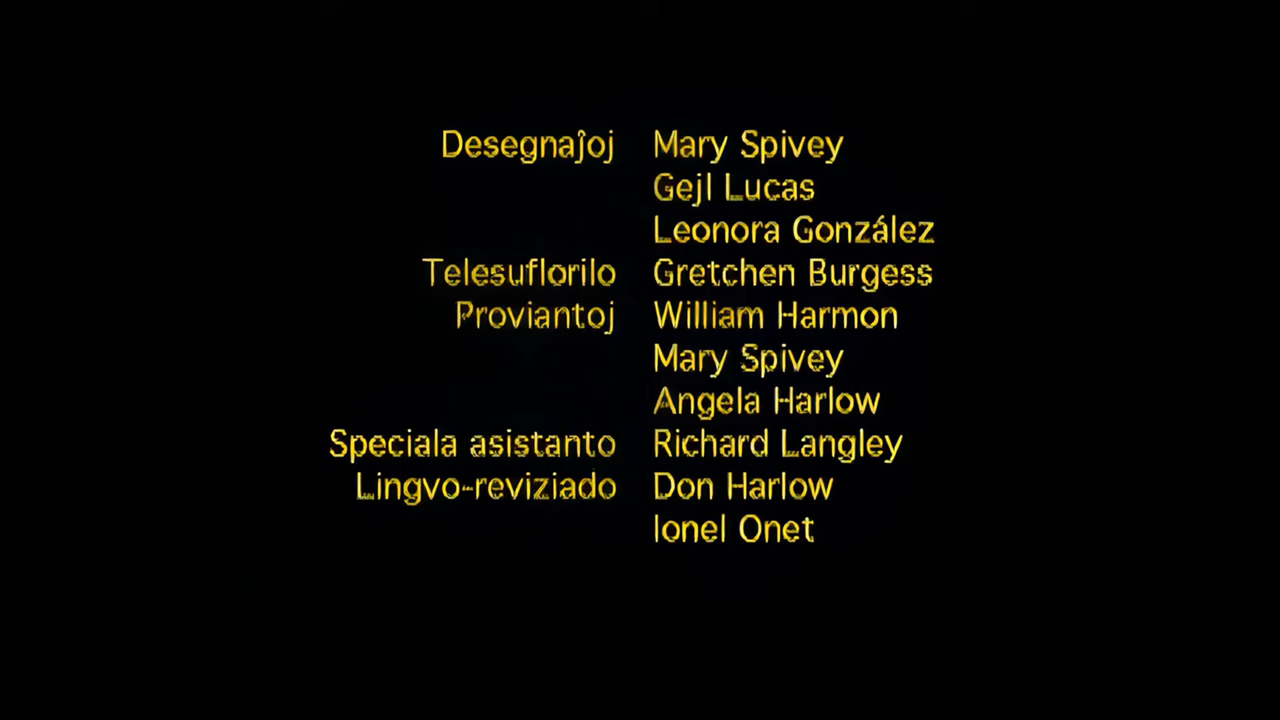 Desegnaĵoj Mary Spivey
Gejl Lucas
Leonora González
Telesuflorilo Gretchen Burgess
Proviantoj William Harmon
Mary Spivey
Angela Harlow
Speciala asistanto Richard Langley
Lingvo-reviziado Don Harlow
Ionel Onet